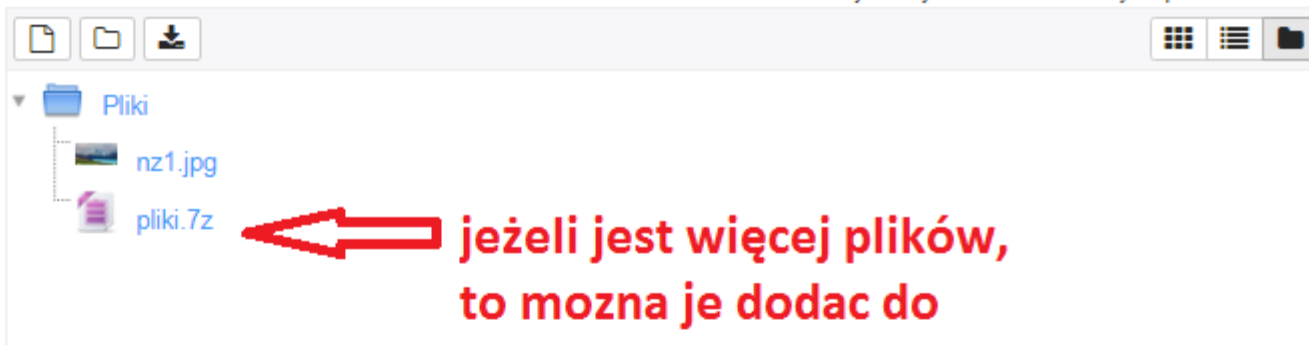 Pliki
nz1.jpg
pliki.7z
jeżeli jest więcej plików,
to mozna je dodac do